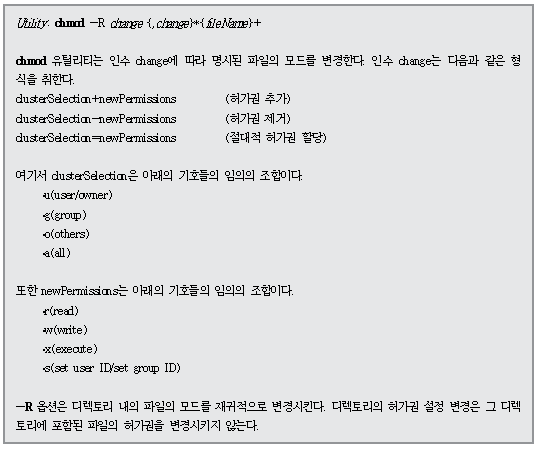 Utility: chmod －R change {,change}*{fileName}+
chmod 유틸리티는 인수 change에 따라 명시된 파일의 모드를 변경한다. 인수 change는 다음과 같은 형
식을 취한다.
clusterSelection+newPermissions (허가권 추가)
clusterSelection-newPermissions (허가권 제거)
clusterSelection=newPermissions (절대적 허가권 할당)
여기서 clusterSelection은 아래의 기호들의 임의의 조합이다.
·u(user/owner)
·g(group)
·o(others)
·a(all)
또한 newPermissions는 아래의 기호들의 임의의 조합이다.
·r(read)
·w(write)
·x(execute)
·s(set user ID/set group ID)
－R 옵션은 디렉토리 내의 파일의 모드를 재귀적으로 변경시킨다. 디렉토리의 허가권 설정 변경은 그 디렉
토리에 포함된 파일의 허가권을 변경시키지 않는다.